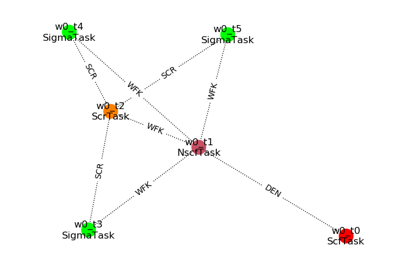 w0_t4
SigmaTask
w0_t5
SigmaTask
SCR
SCR
WFK
WFK
w0_t2
ScrTask
WFK
w0_t1
NscfTask
SCR
WFK
DEN
w0_t3
SigmaTask
w0_t0
ScfTask